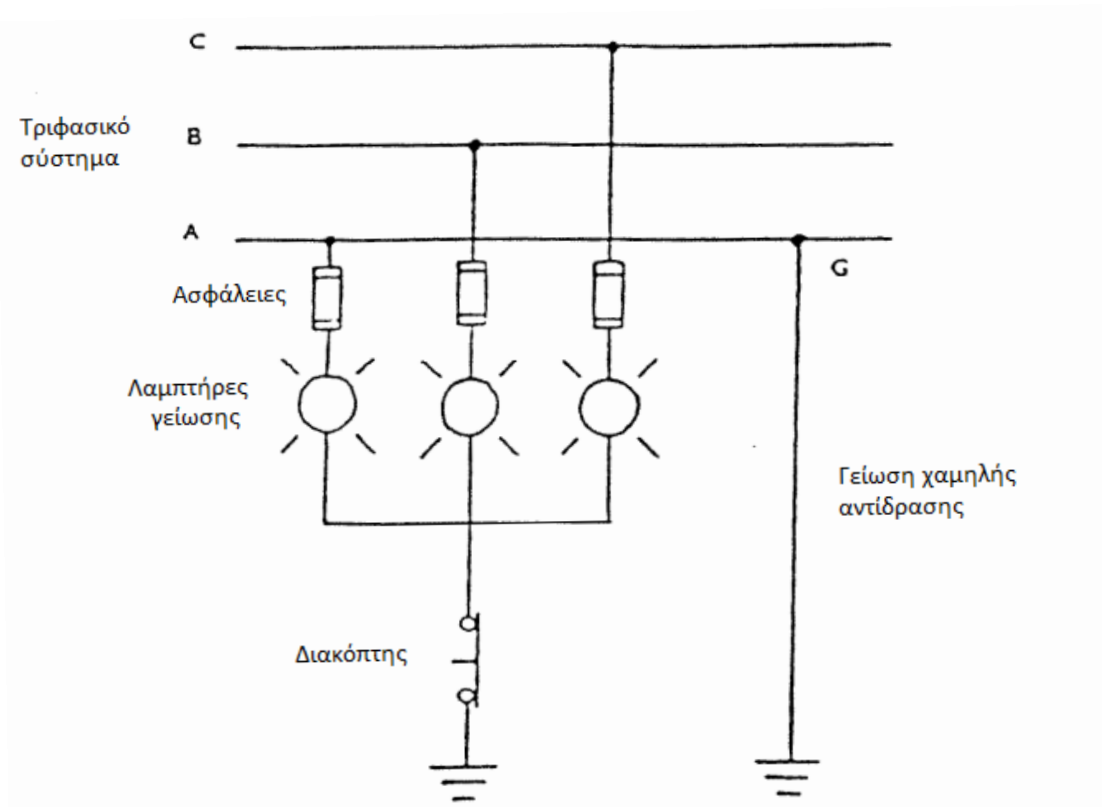 C
Τριφασικό
σύστημα
B
A
G
Ασφάλειες
Λαμπτήρες
γείωσης
Γείωση χαμηλής
αντίδρασης
Διακόπτης